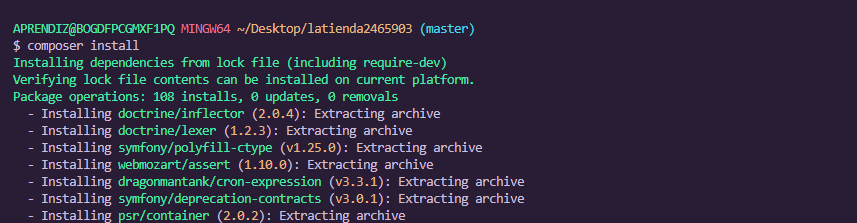 APRENDIZ@BOGDFPCGMXF1PQ MINGW64 ~/Desktop/latienda2465903 (master)
$ composer install
Installing dependencies from lock file (including require-dev)
Verifying lock file contents can be installed on current platform.
Package operations: 108 installs, 0 updates, 0 removals
  - Installing doctrine/inflector (2.0.4): Extracting archive
  - Installing doctrine/lexer (1.2.3): Extracting archive
  - Installing symfony/polyfill-ctype (v1.25.0): Extracting archive
  - Installing webmozart/assert (1.10.0): Extracting archive
  - Installing dragonmantank/cron-expression (v3.3.1): Extracting archive
  - Installing symfony/deprecation-contracts (v3.0.1): Extracting archive
  - Installing psr/container (2.0.2): Extracting archive